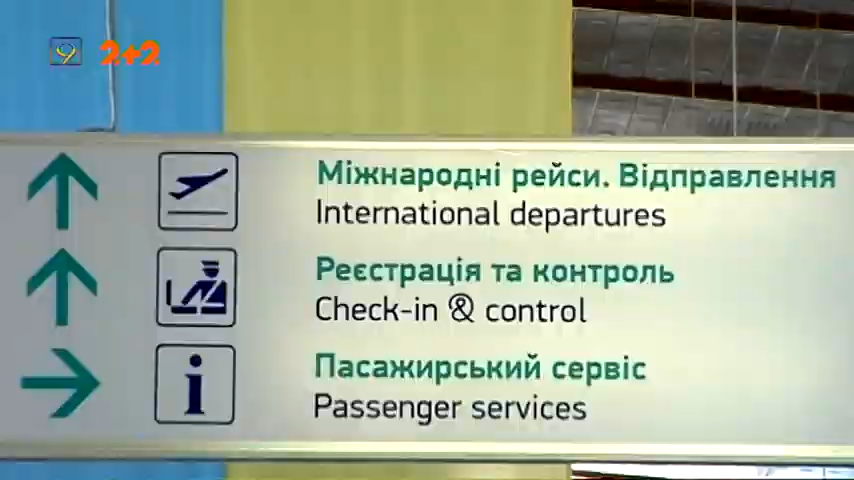 2+2
Міжнародні рейси. Відправлення
International departures
Реєстрація та контроль
Check-in & control
Пасажирський сервіс
Passenger services